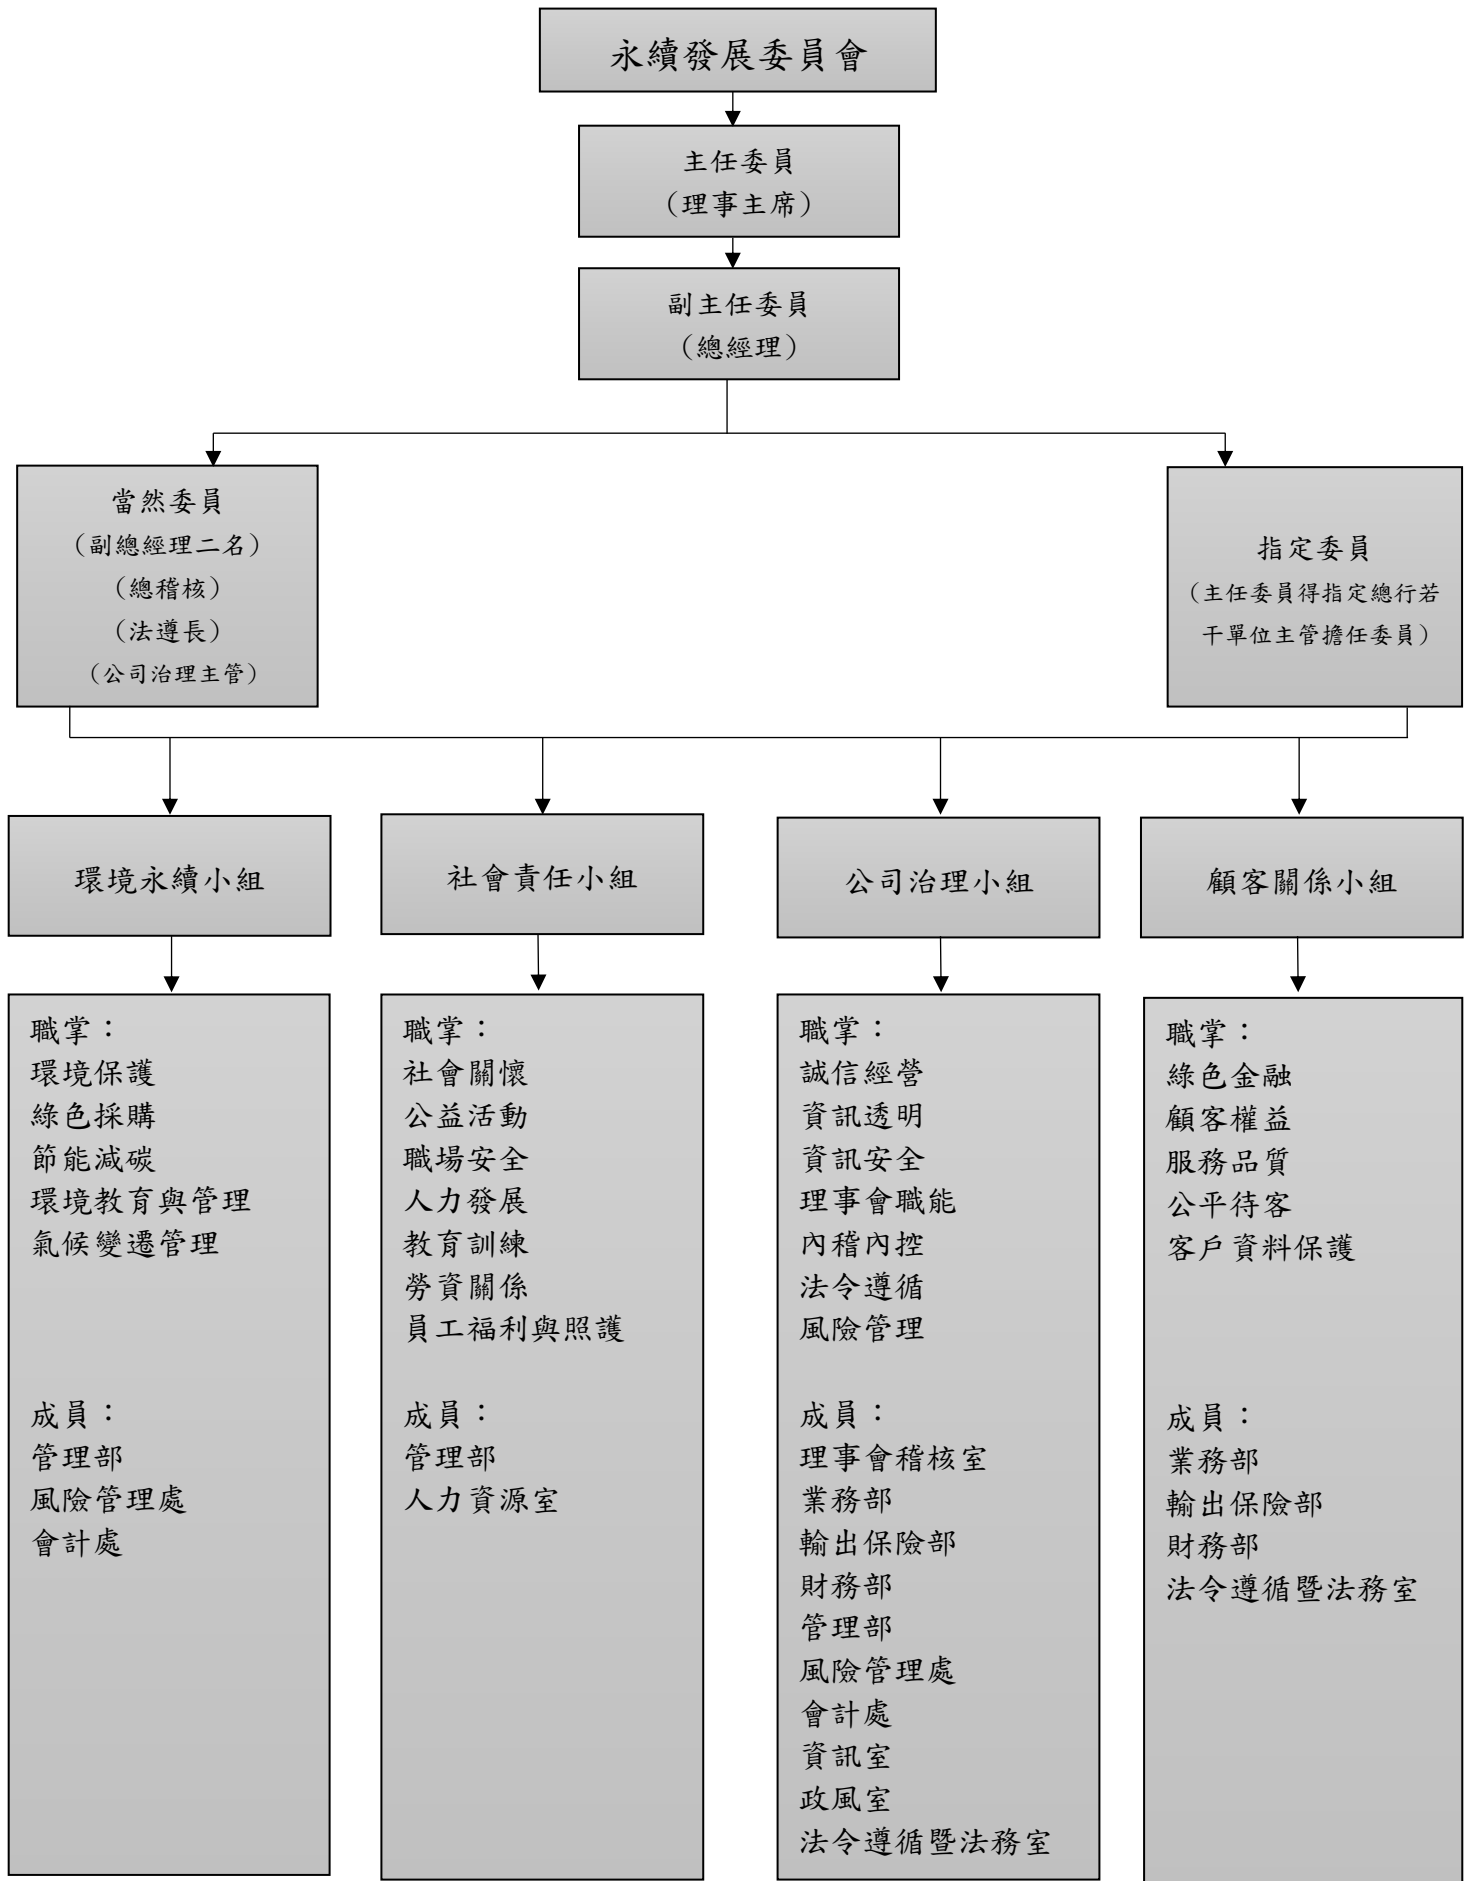 永續發展委員會
主任委員
（理事主席）
副主任委員
（總經理）
當然委員
（副總經理二名）
（總稽核）
（法遵長）
（公司治理主管）
指定委員
（主任委員得指定總行若
干單位主管擔任委員）
環境永續小組
社會責任小組
公司治理小組
顧客關係小組
職掌：
環境保護
綠色採購
節能減碳
環境教育與管理
氣候變遷管理
成員：
管理部
風險管理處
會計處
職掌：
社會關懷
公益活動
職場安全
人力發展
教育訓練
勞資關係
員工福利與照護
成員：
管理部
人力資源室
職掌：
誠信經營
資訊透明
資訊安全
理事會職能
內稽內控
法令遵循
風險管理
成員：
理事會稽核室
業務部
輸出保險部
財務部
管理部
風險管理處
會計處
資訊室
政風室
法令遵循暨法務室
職掌：
綠色金融
顧客權益
服務品質
公平待客
客戶資料保護
成員：
業務部
輸出保險部
財務部
法令遵循暨法務室